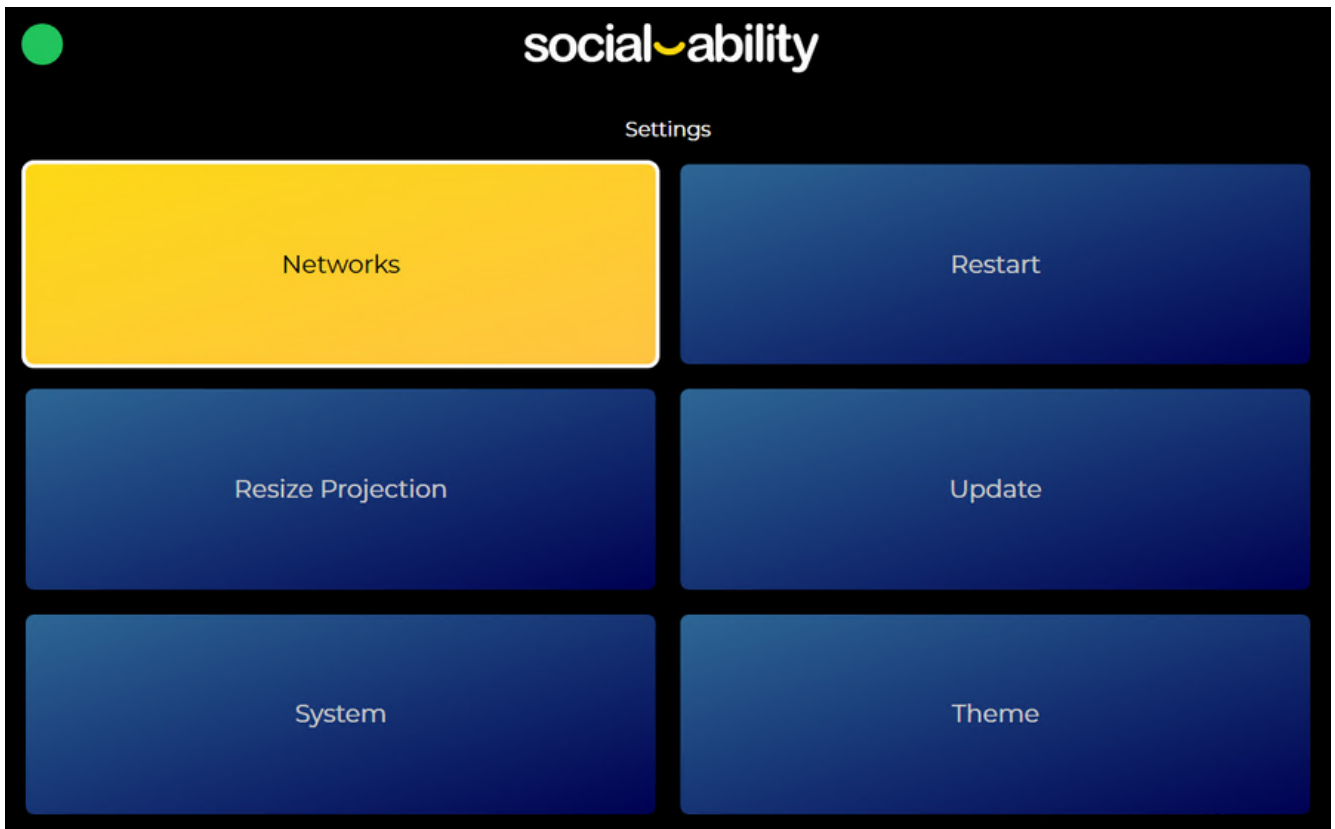 social ability
Settings
Networks
Restart
Resize Projection
Update
System
Theme